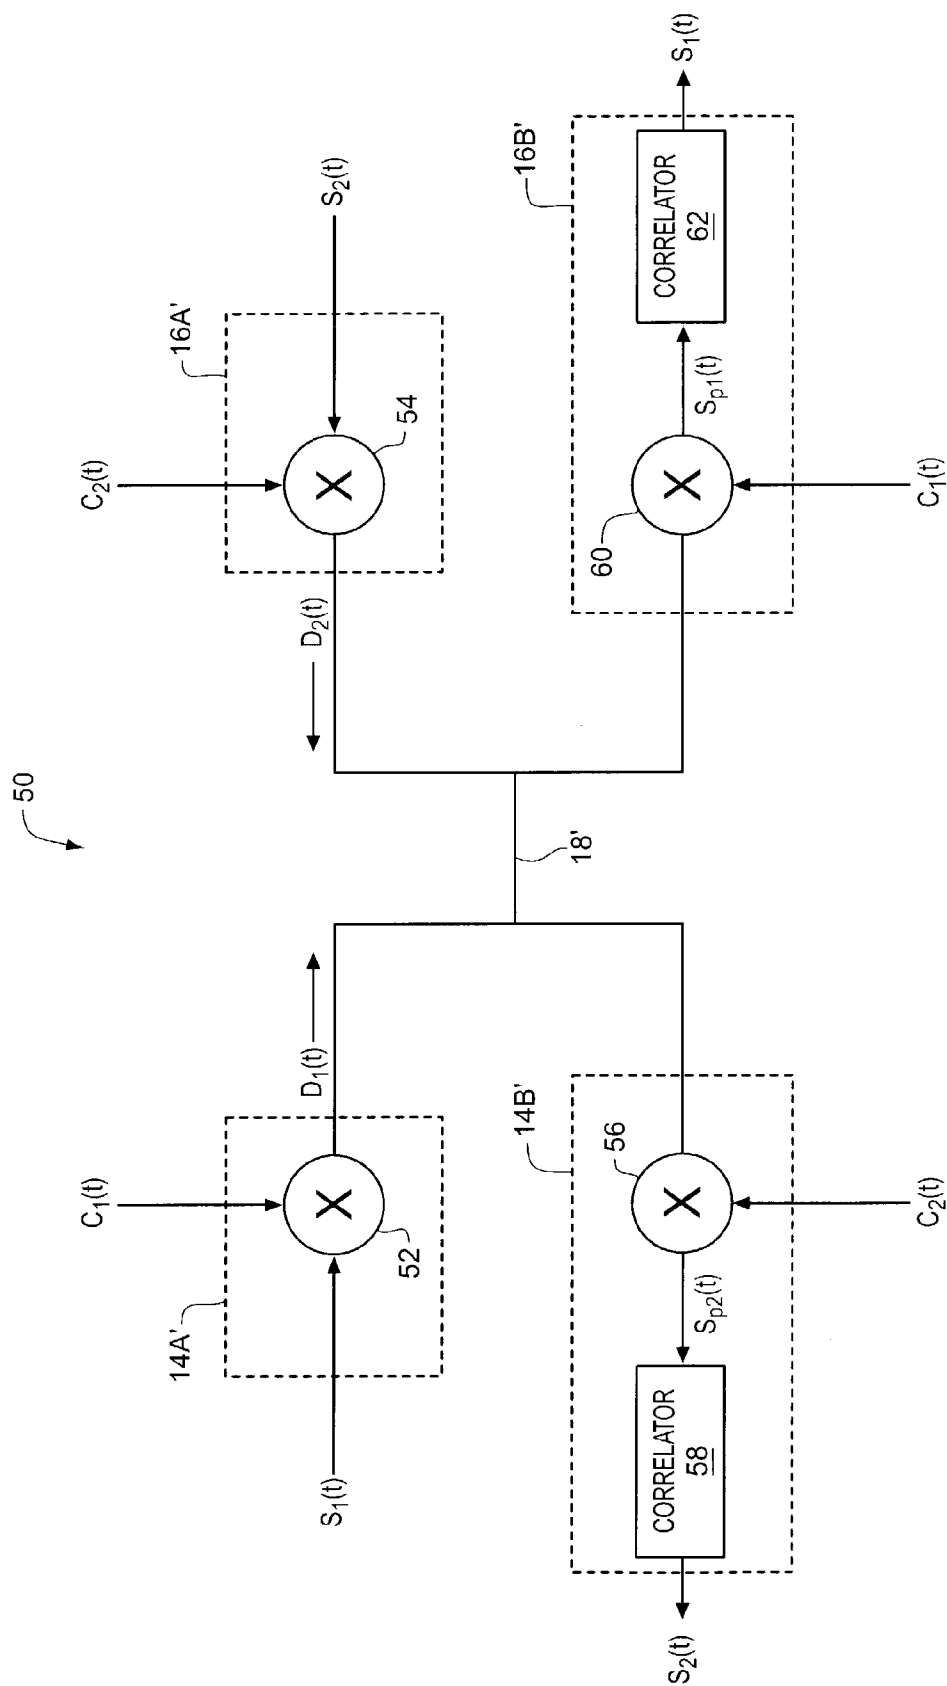 50
C₁(t)
C₂(t)
14A'
16A'
S₁(t)
52
D₁(t)
D₂(t)
54
S₂(t)
18'
14B'
16B'
S₂(t)
CORRELATOR
58
Sₚ₂(t)
56
60
Sₚ₁(t)
CORRELATOR
62
S₁(t)
C₂(t)
C₁(t)